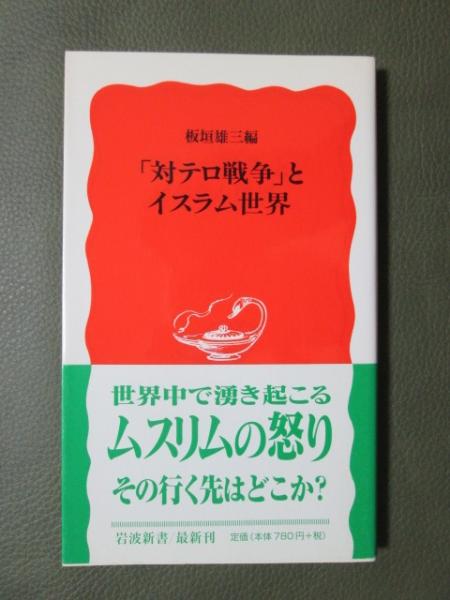 板垣雄三編
「対テロ戦争」と
イスラム世界
世界中で湧き起こる
ムスリムの怒り
その行く先はどこか?
岩波新書/最新刊 定価(本体780円+税)